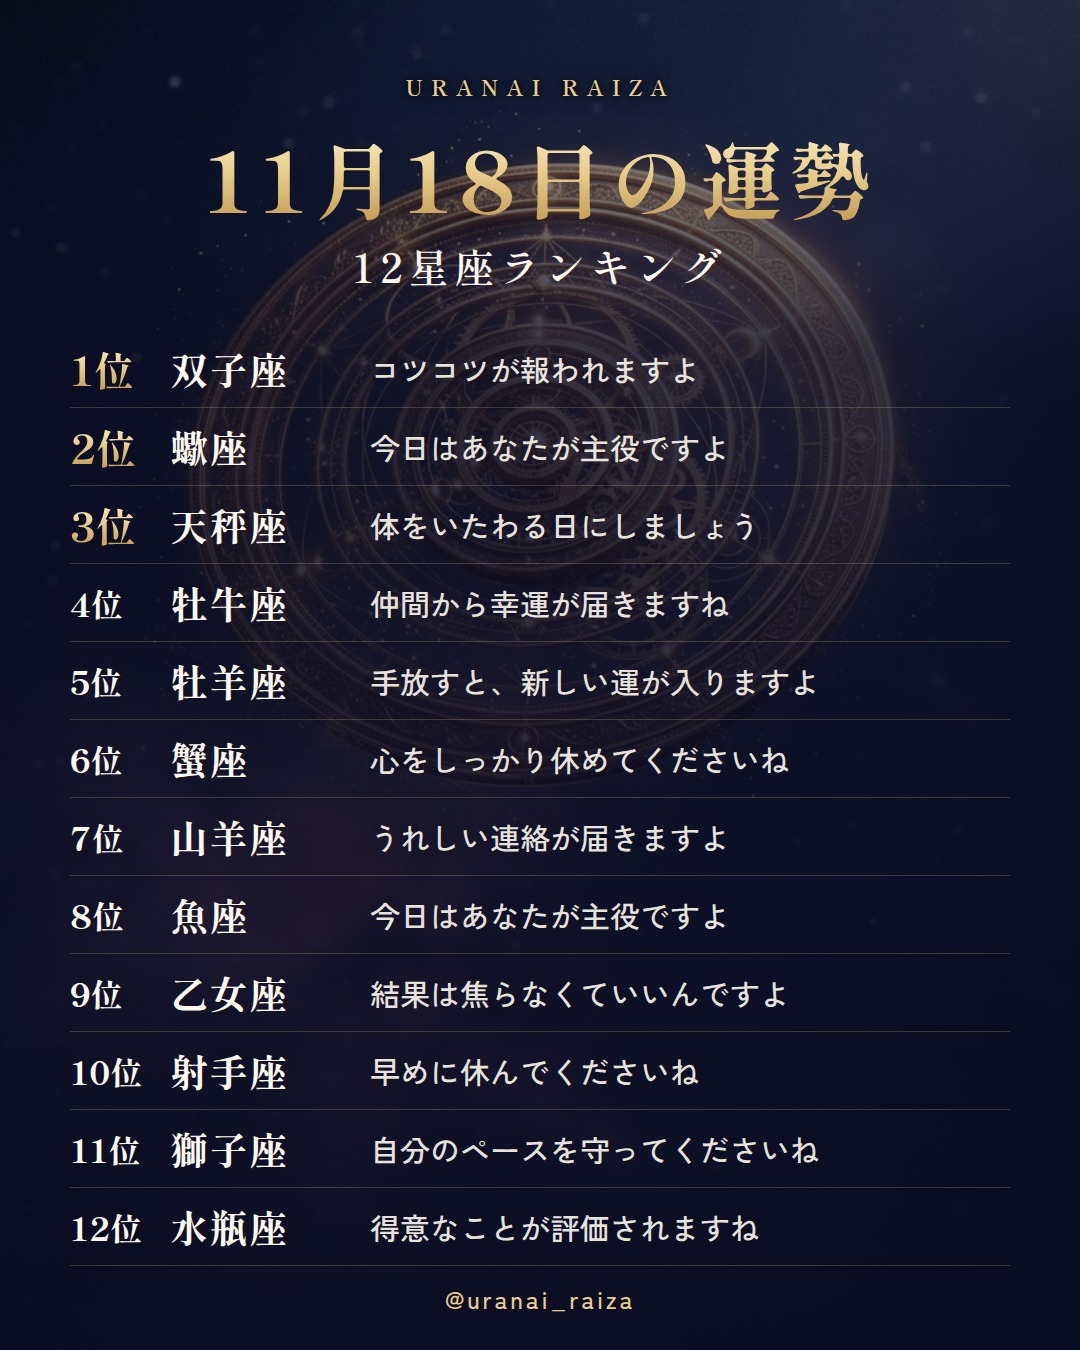 URANAI RAIZA
11月18日の運勢
12星座ランキング
1位 双子座 コツコツが報われますよ
2位 蠍座 今日はあなたが主役ですよ
3位 天秤座 体をいたわる日にしましょう
4位 牡牛座 仲間から幸運が届きますね
5位 牡羊座 手放すと、新しい運が入りますよ
6位 蟹座 心をしっかり休めてくださいね
7位 山羊座 うれしい連絡が届きますよ
8位 魚座 今日はあなたが主役ですよ
9位 乙女座 結果は焦らなくていいんですよ
10位 射手座 早めに休んでくださいね
11位 獅子座 自分のペースを守ってくださいね
12位 水瓶座 得意なことが評価されますね
@uranai_raiza